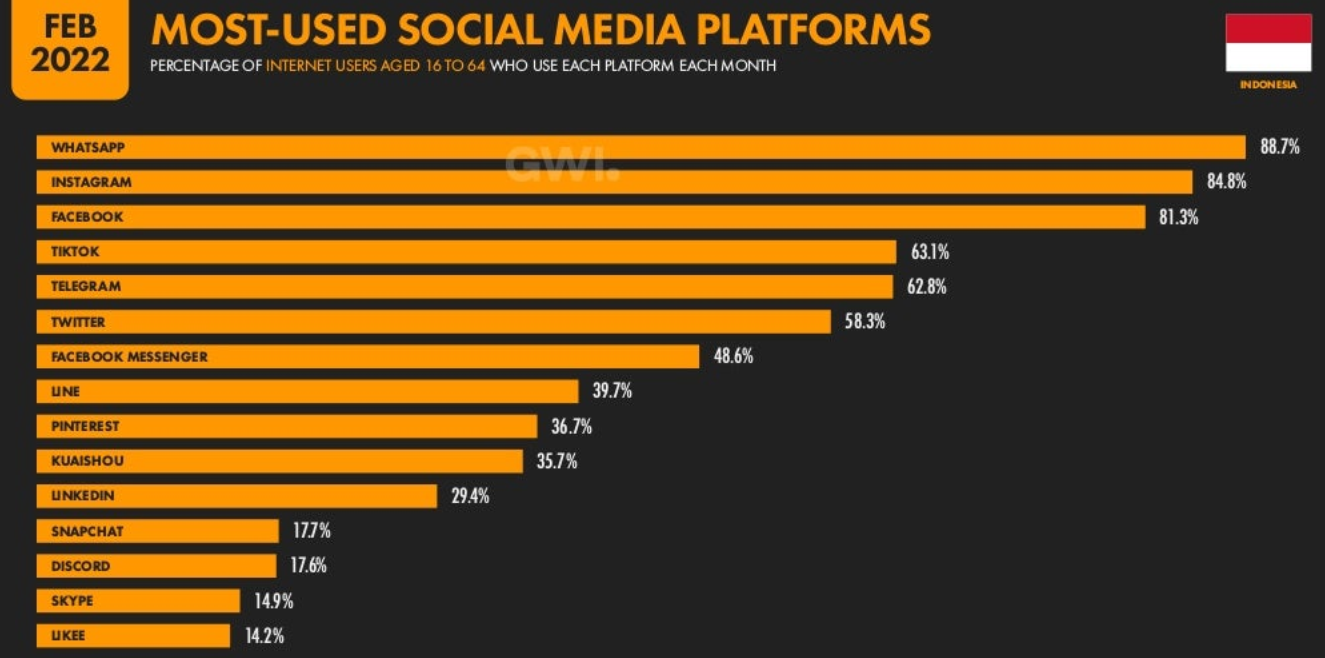 FEB
2022
MOST-USED SOCIAL MEDIA PLATFORMS
PERCENTAGE OF INTERNET USERS AGED 16 TO 64 WHO USE EACH PLATFORM EACH MONTH
INDONESIA
GWI.
WHATSAPP 88.7%
INSTAGRAM 84.8%
FACEBOOK 81.3%
TIKTOK 63.1%
TELEGRAM 62.8%
TWITTER 58.3%
FACEBOOK MESSENGER 48.6%
LINE 39.7%
PINTEREST 36.7%
KUAISHOU 35.7%
LINKEDIN 29.4%
SNAPCHAT 17.7%
DISCORD 17.6%
SKYPE 14.9%
LIKEE 14.2%